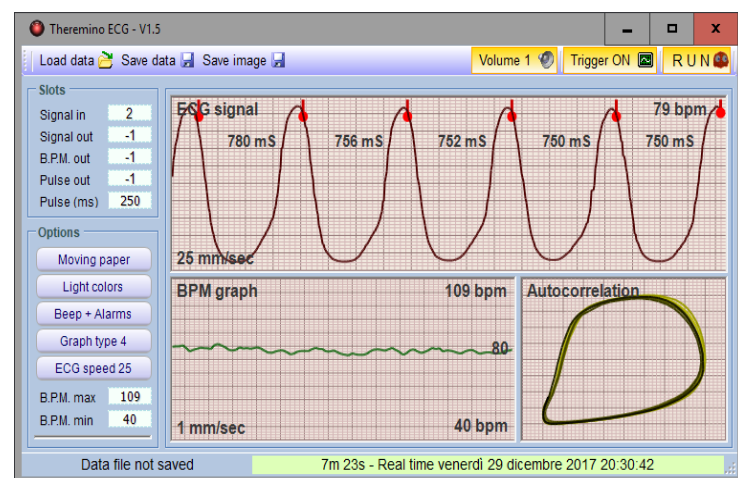 Theremino ECG - V1.5
Load data Save data Save image Volume 1 Trigger ON R U N
Slots
Signal in 2
Signal out -1
B.P.M. out -1
Pulse out -1
Pulse (ms) 250
Options
Moving paper
Light colors
Beep + Alarms
Graph type 4
ECG speed 25
B.P.M. max 109
B.P.M. min 40
ECG signal 79 bpm
780 mS 756 mS 752 mS 750 mS 750 mS
25 mm/sec
BPM graph 109 bpm
80
1 mm/sec 40 bpm
Autocorrelation
Data file not saved 7m 23s - Real time venerdì 29 dicembre 2017 20:30:42